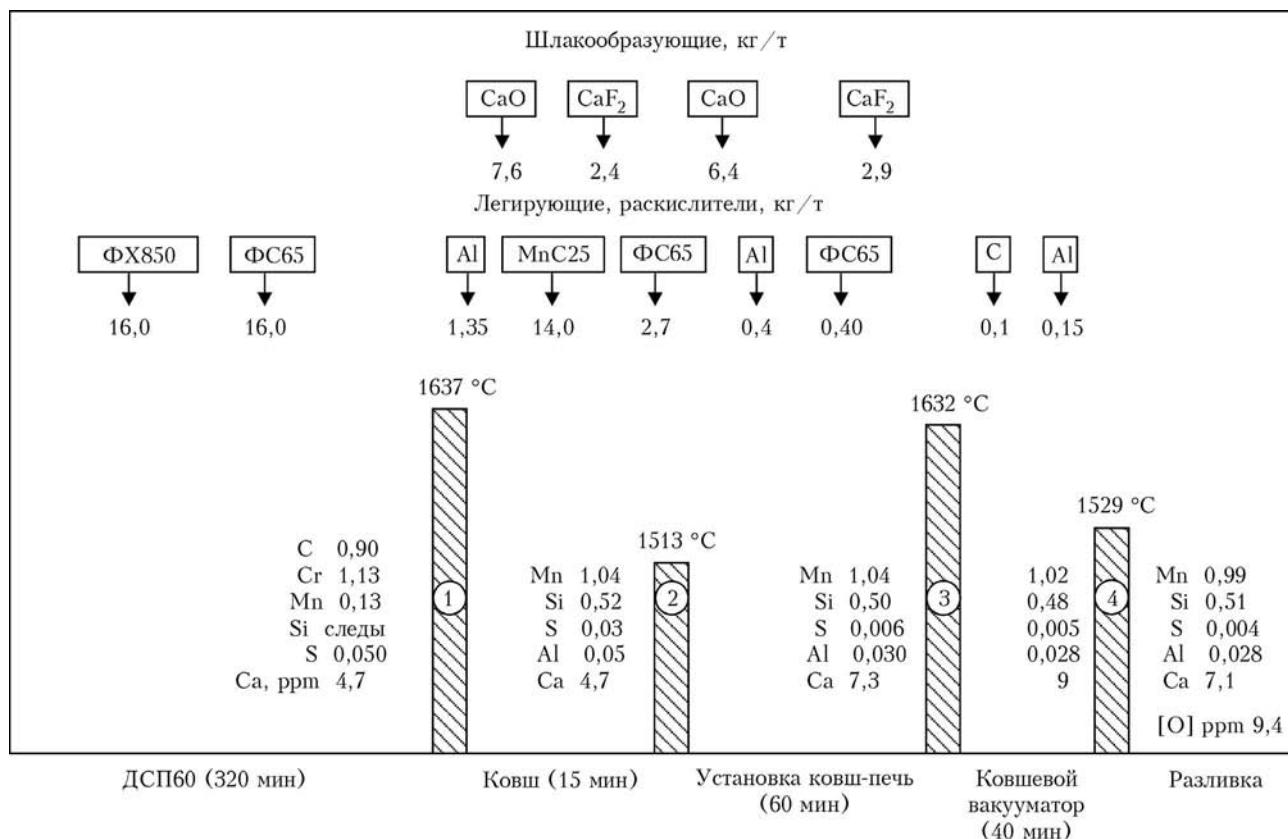 Шлакообразующие, кг/т
CaO CaF₂ CaO CaF₂
7,6 2,4 6,4 2,9
Легирующие, раскислители, кг/т
ФХ850 ФС65 Al MnC25 ФС65 Al ФС65 C Al
16,0 16,0 1,35 14,0 2,7 0,4 0,40 0,1 0,15
1637 °C
1632 °C
1529 °C
1513 °C
C 0,90
Cr 1,13 Mn 1,04 Mn 1,04 1,02 Mn 0,99
Mn 0,13 1 Si 0,52 2 Si 0,50 3 0,48 4 Si 0,51
Si следы S 0,03 S 0,006 0,005 S 0,004
S 0,050 Al 0,05 Al 0,030 0,028 Al 0,028
Ca, ppm 4,7 Ca 4,7 Ca 7,3 9 Ca 7,1
[O] ppm 9,4
ДСП60 (320 мин) Ковш (15 мин) Установка ковш-печь Ковшевой Разливка
(60 мин) вакууматор
(40 мин)